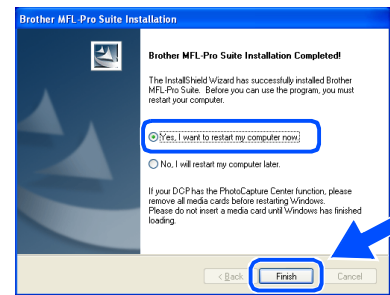 Brother MFL-Pro Suite Installation
Brother MFL-Pro Suite Installation Completed!
The InstallShield Wizard has successfully installed Brother
MFL-Pro Suite. Before you can use the program, you must
restart your computer.
Yes, I want to restart my computer now.
No, I will restart my computer later.
If your DCP has the PhotoCapture Center function, please
remove all media cards before restarting Windows.
Please do not insert a media card until Windows has finished
loading.
< Back Finish Cancel